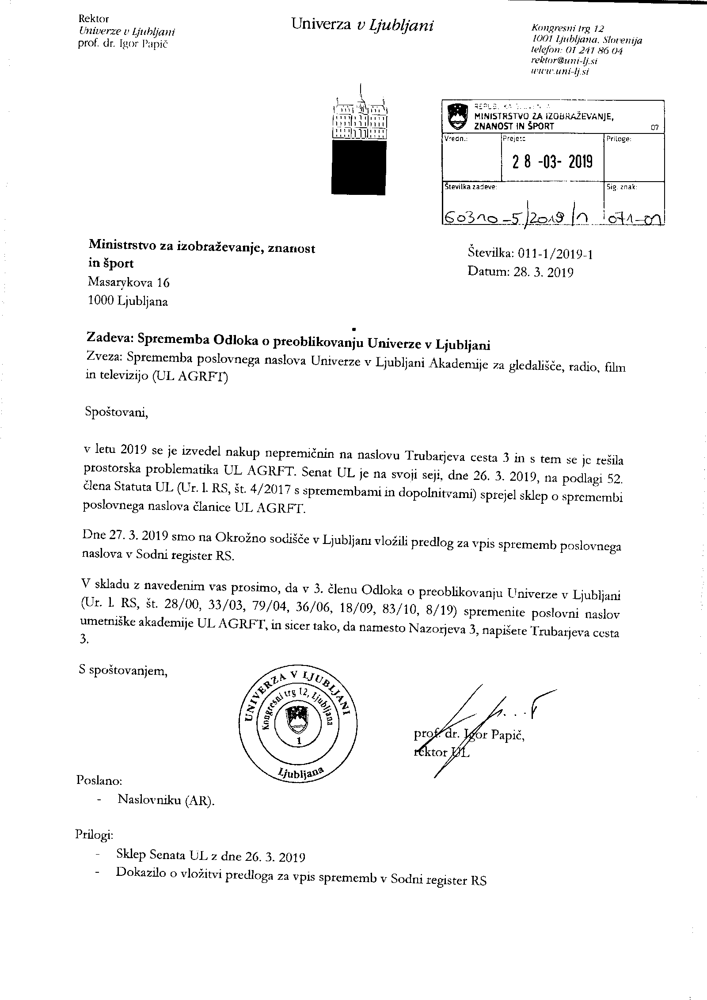 Rektor
Univerze v Ljubljani
prof. dr. Igor Papič
Univerza v Ljubljani
Kongresni trg 12
1001 Ljubljana, Slovenija
telefon: 01 241 86 04
rektor@uni-lj.si
www.uni-lj.si
MINISTRSTVO ZA IZOBRAŽEVANJE,
ZNANOST IN ŠPORT 07
Vredn.: Prejeto: Priloge:
28 -03- 2019
Številka zadeve: Sig. znak:
60310-5/2019/1 071-01
Ministrstvo za izobraževanje, znanost
in šport
Masarykova 16
1000 Ljubljana
Številka: 011-1/2019-1
Datum: 28. 3. 2019
Zadeva: Sprememba Odloka o preoblikovanju Univerze v Ljubljani
Zveza: Sprememba poslovnega naslova Univerze v Ljubljani Akademije za gledališče, radio, film
in televizijo (UL AGRFT)
Spoštovani,
v letu 2019 se je izvedel nakup nepremičnin na naslovu Trubarjeva cesta 3 in s tem se je rešila
prostorska problematika UL AGRFT. Senat UL je na svoji seji, dne 26. 3. 2019, na podlagi 52.
člena Statuta UL (Ur. l. RS, št. 4/2017 s spremembami in dopolnitvami) sprejel sklep o spremembi
poslovnega naslova članice UL AGRFT.
Dne 27. 3. 2019 smo na Okrožno sodišče v Ljubljani vložili predlog za vpis sprememb poslovnega
naslova v Sodni register RS.
V skladu z navedenim vas prosimo, da v 3. členu Odloka o preoblikovanju Univerze v Ljubljani
(Ur. l. RS, št. 28/00, 33/03, 79/04, 36/06, 18/09, 83/10, 8/19) spremenite poslovni naslov
umetniške akademije UL AGRFT, in sicer tako, da namesto Nazorjeva 3, napišete Trubarjeva cesta
3.
S spoštovanjem,
UNIVERZA V LJUBLJANI
Kongresni trg 12, Ljubljana
1
Ljubljana
prof. dr. Igor Papič,
rektor UL
Poslano:
- Naslovniku (AR).
Prilogi:
- Sklep Senata UL z dne 26. 3. 2019
- Dokazilo o vložitvi predloga za vpis sprememb v Sodni register RS